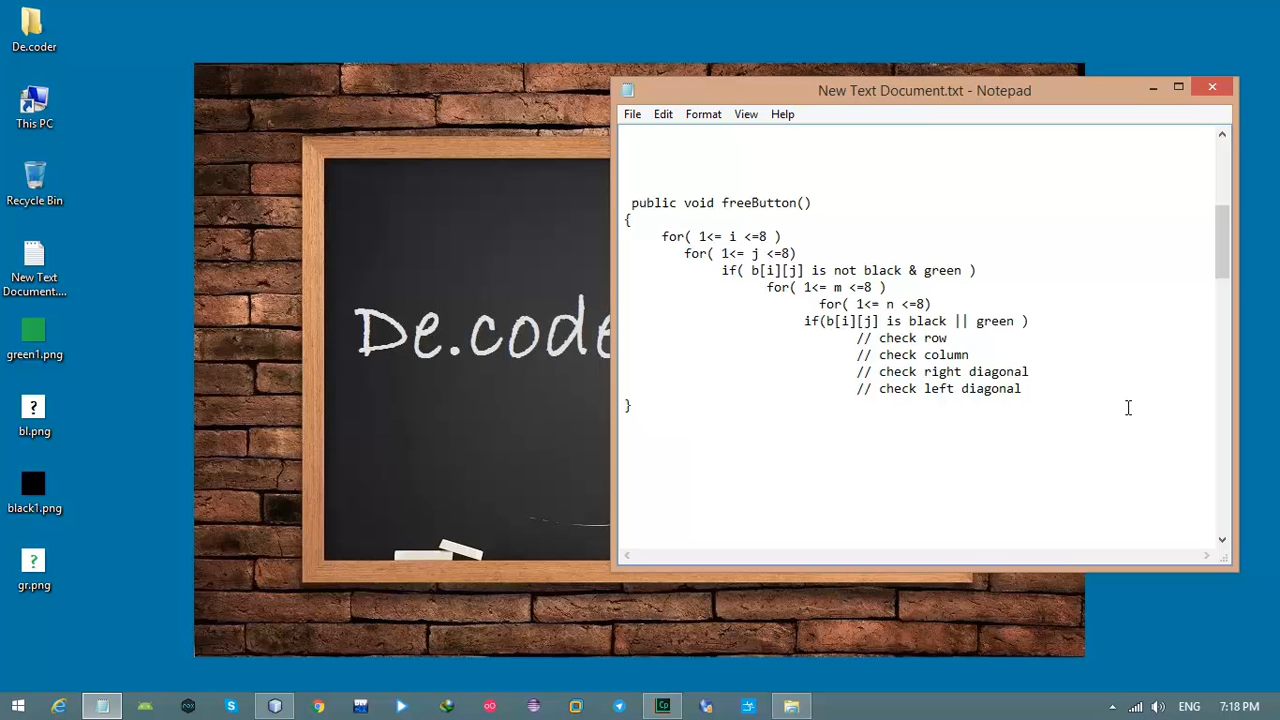 De.coder
This PC
Recycle Bin
New Text
Document....
green1.png
?
bl.png
black1.png
?
gr.png
De.code
New Text Document.txt - Notepad
File Edit Format View Help
public void freeButton()
{
for( 1<= i <=8 )
for( 1<= j <=8)
if( b[i][j] is not black & green )
for( 1<= m <=8 )
for( 1<= n <=8)
if(b[i][j] is black || green )
// check row
// check column
// check right diagonal
// check left diagonal
}
ENG 7:18 PM